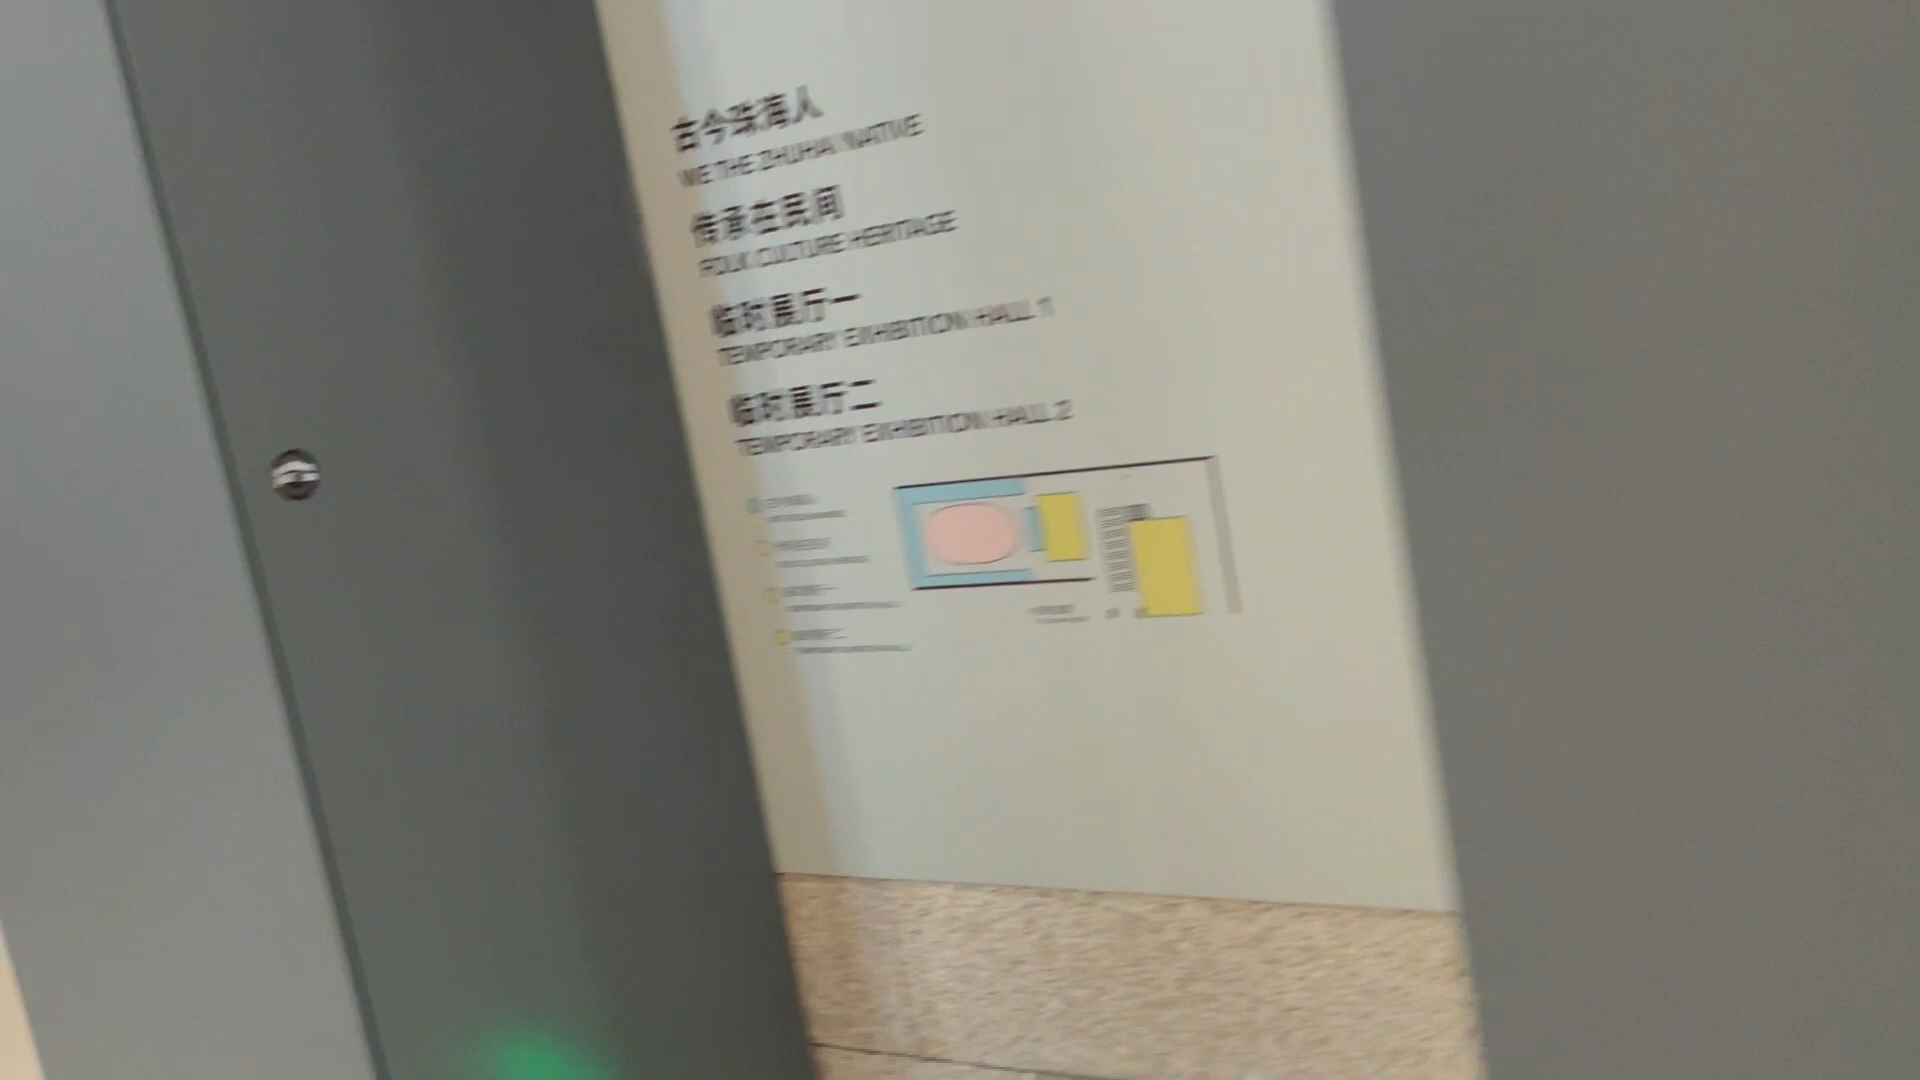 古今珠海人
WE THE ZHUHAI NATIVE
传承在民间
FOLK CULTURE HERITAGE
临时展厅一
TEMPORARY EXHIBITION HALL 1
临时展厅二
TEMPORARY EXHIBITION HALL 2